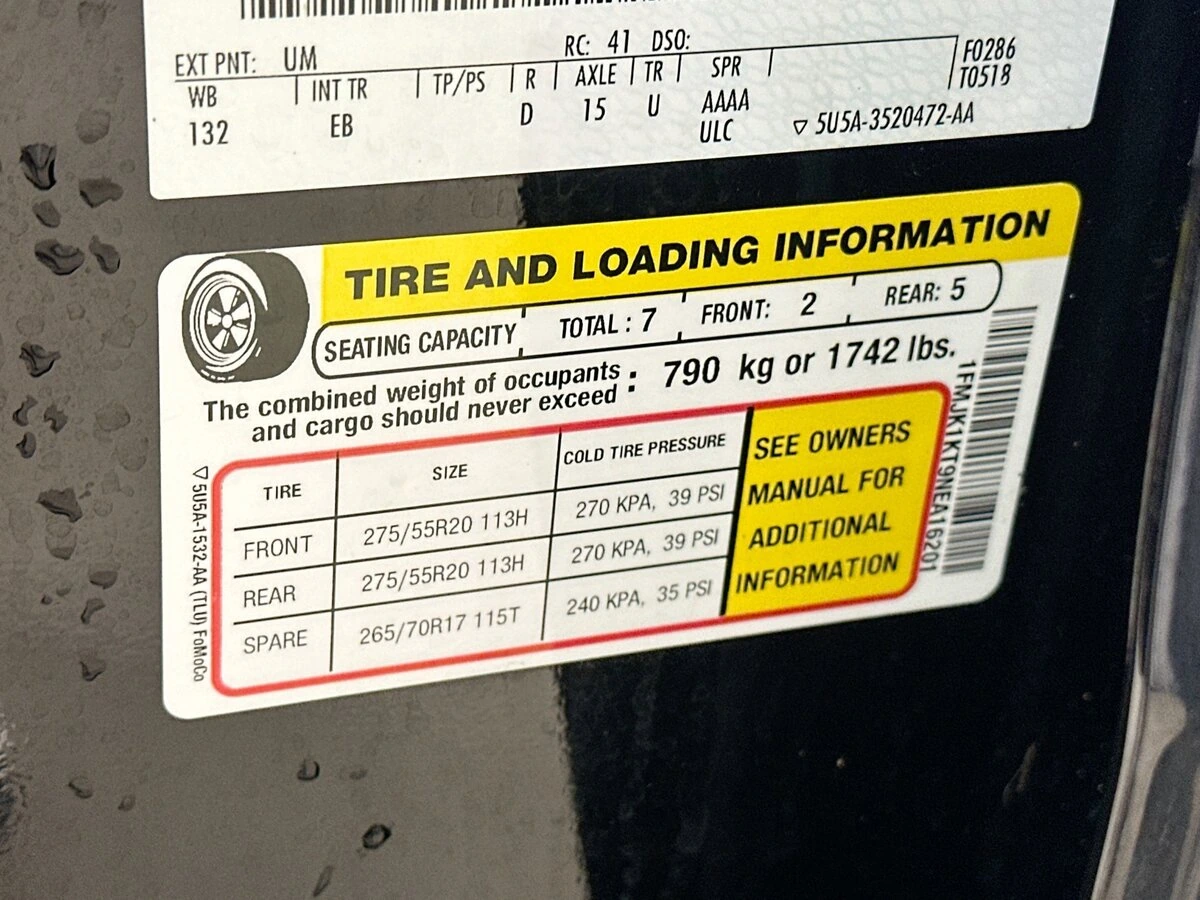 EXT PNT: UM RC: 41 DSO:
WB INT TR TP/PS R AXLE TR SPR F0286
T0518
132 EB D 15 U AAAA
ULC ▽ 5U5A-3520472-AA
TIRE AND LOADING INFORMATION
SEATING CAPACITY TOTAL : 7 FRONT: 2 REAR: 5
The combined weight of occupants
and cargo should never exceed : 790 kg or 1742 lbs.
TIRE SIZE COLD TIRE PRESSURE
FRONT 275/55R20 113H 270 KPA, 39 PSI
REAR 275/55R20 113H 270 KPA, 39 PSI
SPARE 265/70R17 115T 240 KPA, 35 PSI
SEE OWNERS
MANUAL FOR
ADDITIONAL
INFORMATION
▽ 5U5A-1532-AA (TLU) FoMoCo
1FMJK1KT9NEA16201